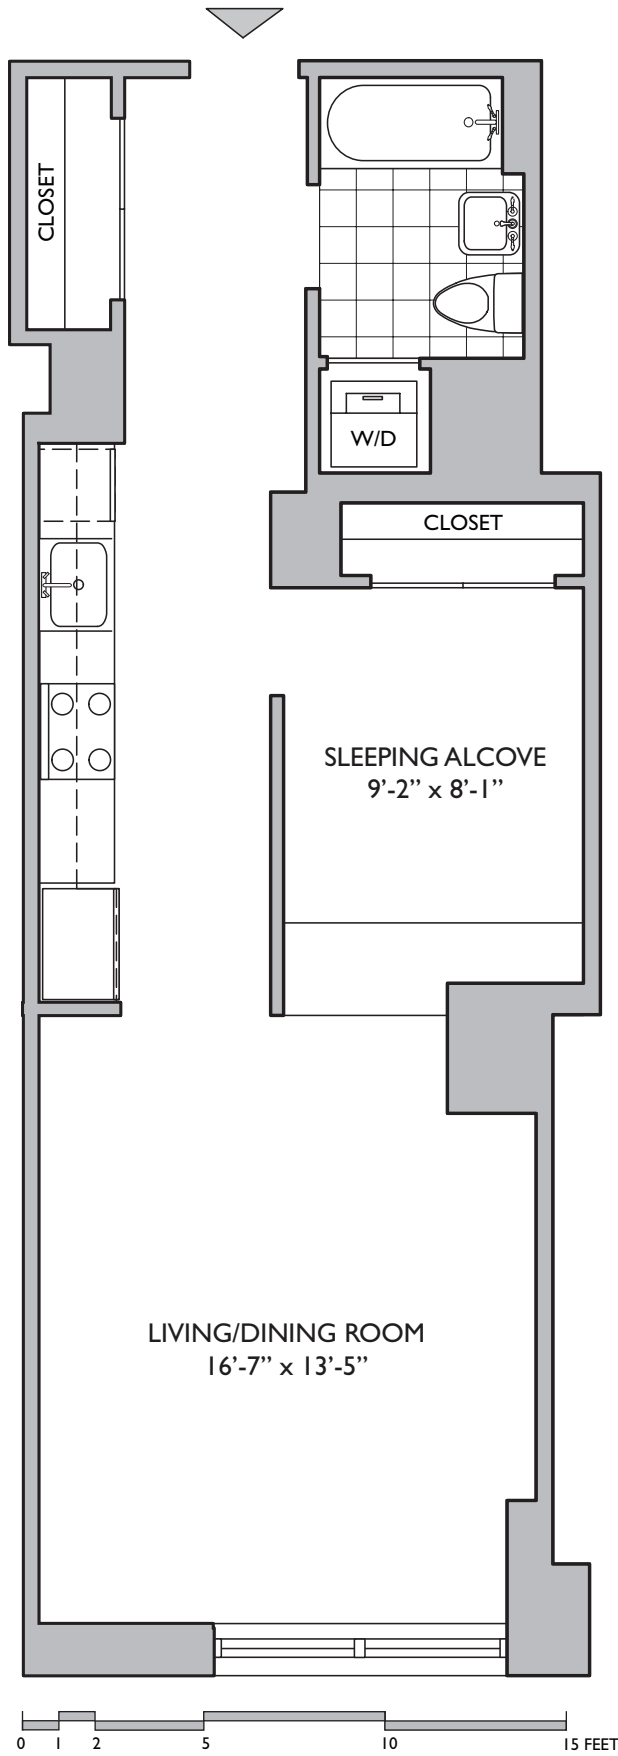 CLOSET
W/D
CLOSET
SLEEPING ALCOVE
9’-2” x 8’-1”
LIVING/DINING ROOM
16’-7” x 13’-5”
0 1 2 5 10 15 FEET